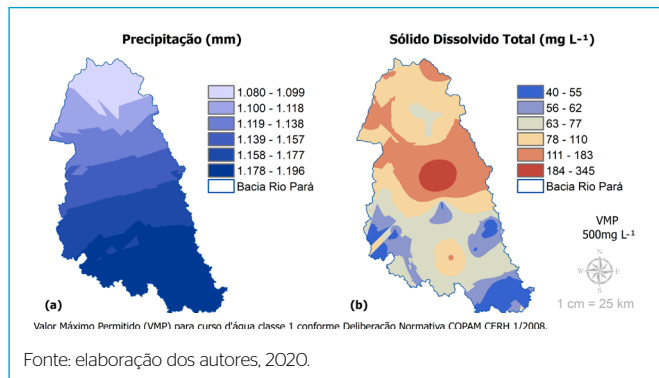 Precipitação (mm)
1.080 - 1.099
1.100 - 1.118
1.119 - 1.138
1.139 - 1.157
1.158 - 1.177
1.178 - 1.196
Bacia Rio Pará
(a)
Sólido Dissolvido Total (mg L-¹)
40 - 55
56 - 62
63 - 77
78 - 110
111 - 183
184 - 345
Bacia Rio Pará
VMP
500mg L-¹
N
W E
S
1 cm = 25 km
(b)
Valor Máximo Permitido (VMP) para curso d'água classe 1 conforme Deliberação Normativa COPAM CERH 1/2008.
Fonte: elaboração dos autores, 2020.